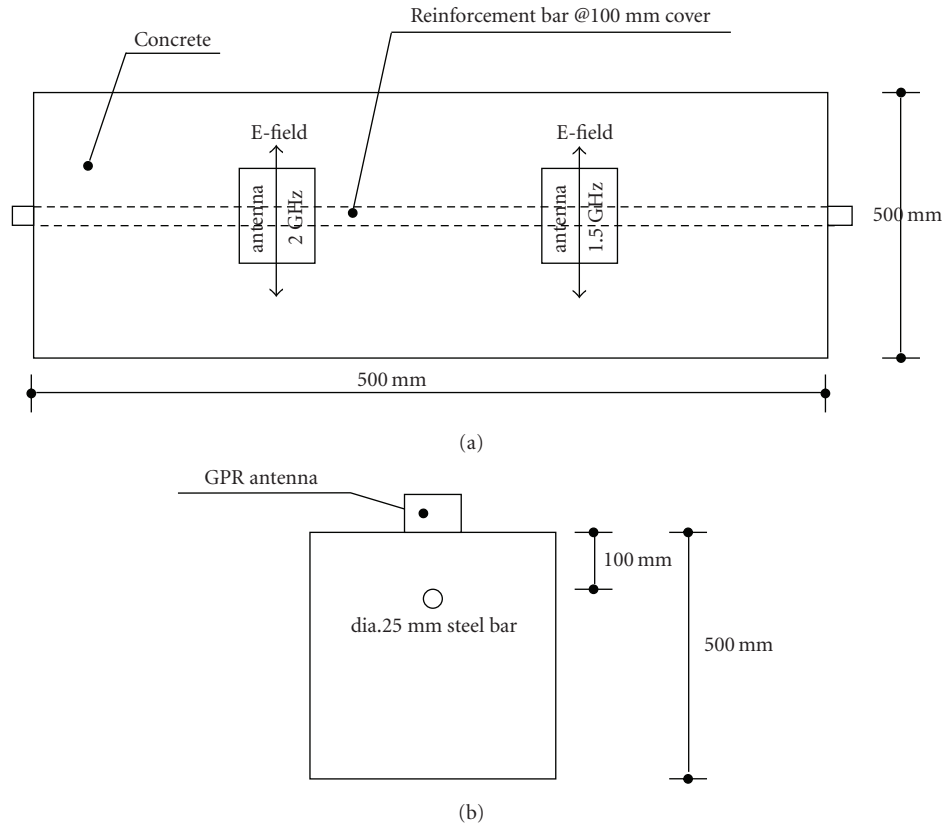 Reinforcement bar @100 mm cover
Concrete
E-field
E-field
antenna
2 GHz
antenna
1.5 GHz
500 mm
500 mm
(a)
GPR antenna
100 mm
dia.25 mm steel bar
500 mm
(b)